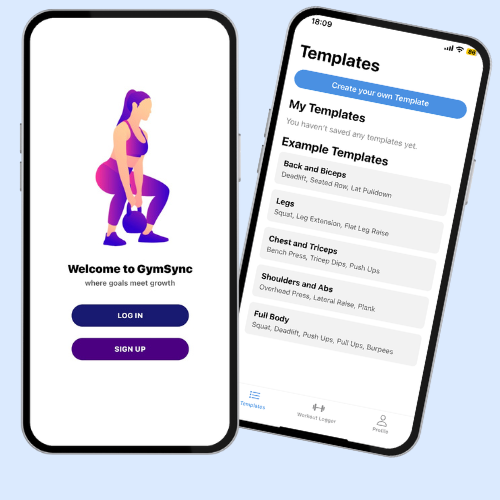 Welcome to GymSync
where goals meet growth
LOG IN
SIGN UP
18:09
86
Templates
Create your own Template
My Templates
You haven't saved any templates yet.
Example Templates
Back and Biceps
Deadlift, Seated Row, Lat Pulldown
Legs
Squat, Leg Extension, Flat Leg Raise
Chest and Triceps
Bench Press, Tricep Dips, Push Ups
Shoulders and Abs
Overhead Press, Lateral Raise, Plank
Full Body
Squat, Deadlift, Push Ups, Pull Ups, Burpees
Templates
Workout Logger
Profile